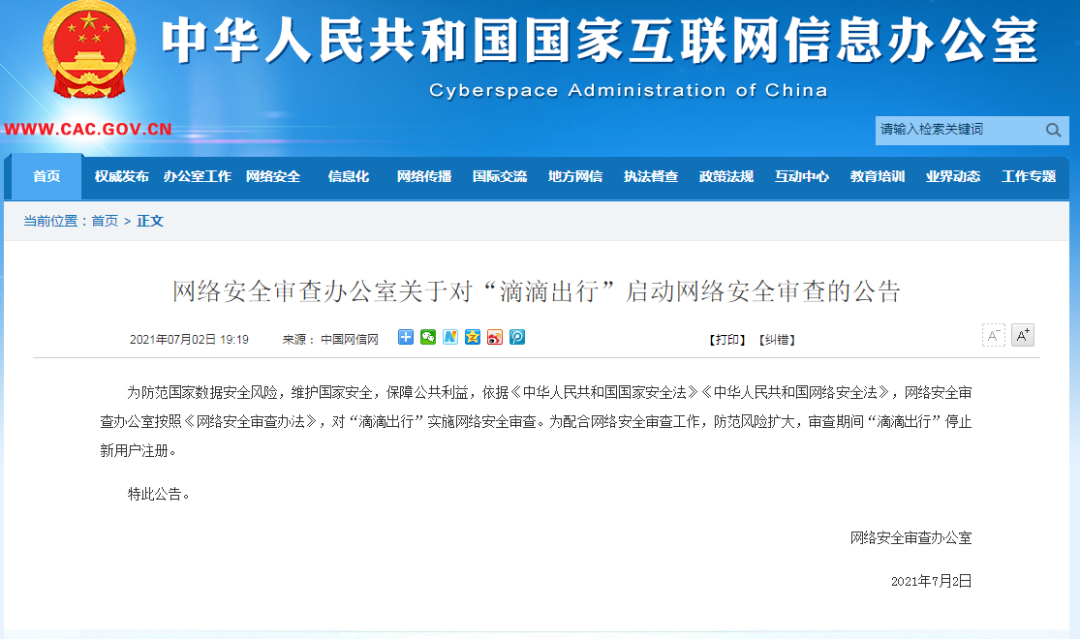 中华人民共和国国家互联网信息办公室
Cyberspace Administration of China
WWW.CAC.GOV.CN
请输入检索关键词
首页 权威发布 办公室工作 网络安全 信息化 网络传播 国际交流 地方网信 执法督查 政策法规 互动中心 教育培训 业界动态 工作专题
当前位置：首页 > 正文
网络安全审查办公室关于对“滴滴出行”启动网络安全审查的公告
2021年07月02日 19:19 来源： 中国网信网 【打印】【纠错】 A- A+
为防范国家数据安全风险，维护国家安全，保障公共利益，依据《中华人民共和国国家安全法》《中华人民共和国网络安全法》，网络安全审
查办公室按照《网络安全审查办法》，对“滴滴出行”实施网络安全审查。为配合网络安全审查工作，防范风险扩大，审查期间“滴滴出行”停止
新用户注册。
特此公告。
网络安全审查办公室
2021年7月2日